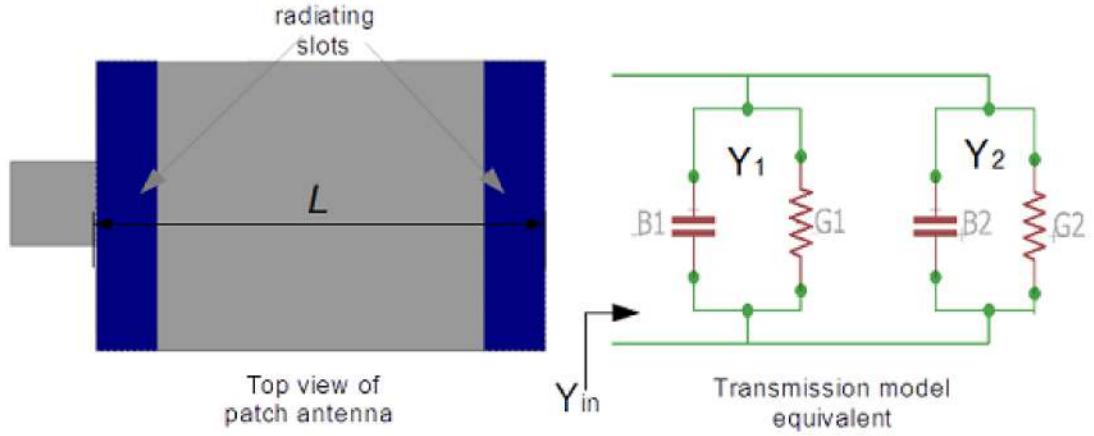 radiating
slots
L
Top view of
patch antenna
Y1
Y2
B1
G1
B2
G2
Yin
Transmission model
equivalent